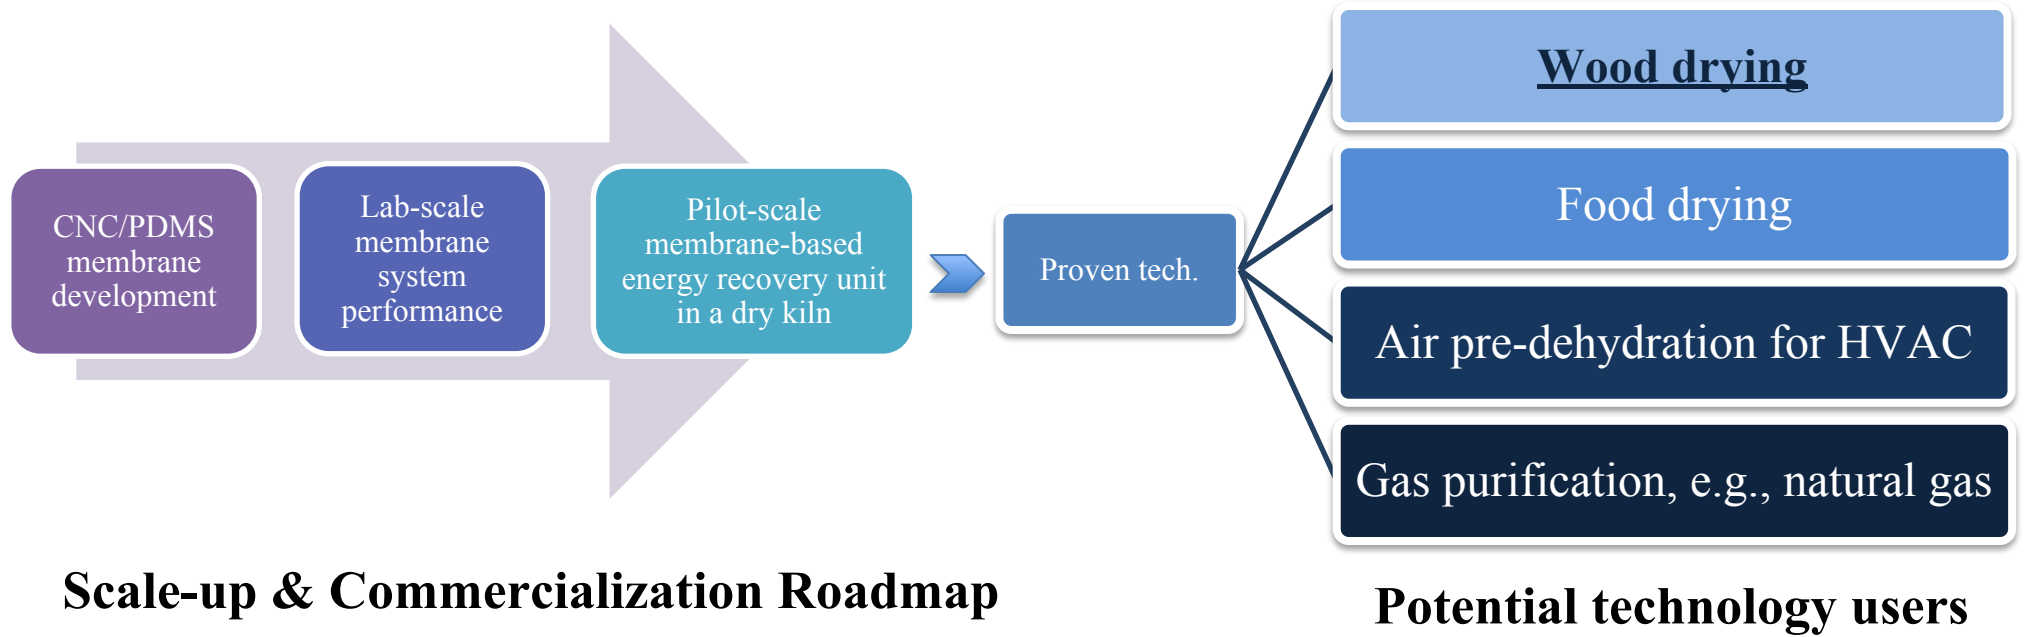 CNC/PDMS
membrane
development
Lab-scale
membrane
system
performance
Pilot-scale
membrane-based
energy recovery unit
in a dry kiln
Proven tech.
Wood drying
Food drying
Air pre-dehydration for HVAC
Gas purification, e.g., natural gas
Scale-up & Commercialization Roadmap
Potential technology users